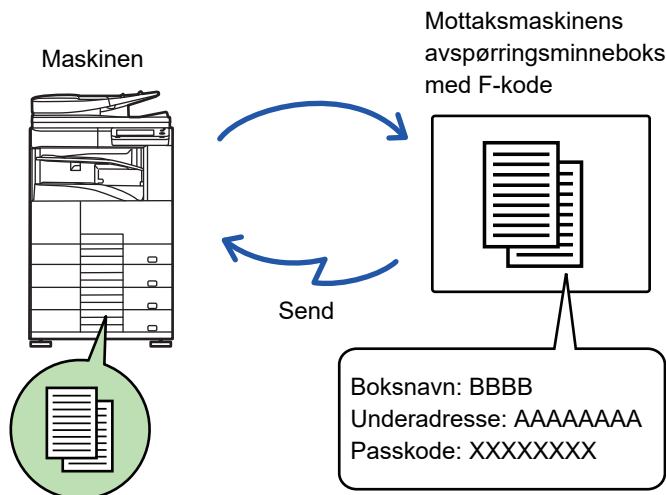 Maskinen
Mottaksmaskinens
avspørringsminneboks
med F-kode
Send
Boksnavn: BBBB
Underadresse: AAAAAAAA
Passkode: XXXXXXXX